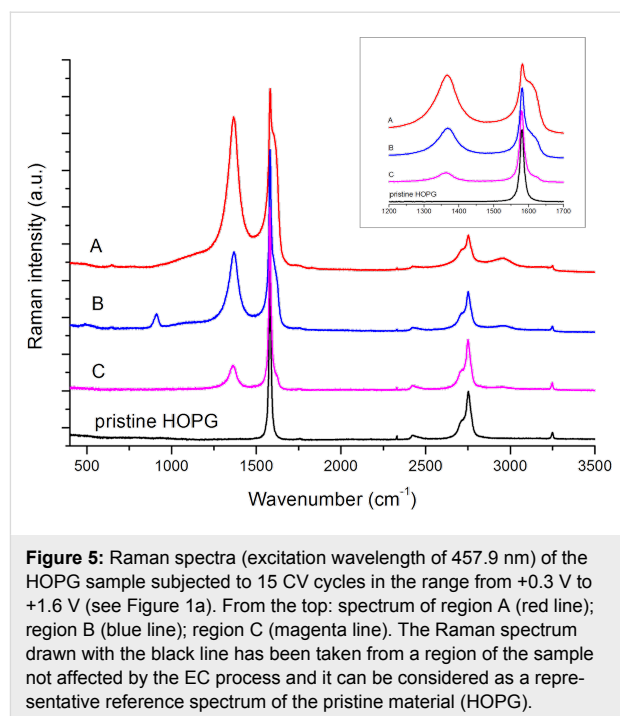 Raman intensity (a.u.)
A
B
C
pristine HOPG
500 1000 1500 2000 2500 3000 3500
Wavenumber (cm-1)
A
B
C
pristine HOPG
1200 1300 1400 1500 1600 1700
Figure 5: Raman spectra (excitation wavelength of 457.9 nm) of the
HOPG sample subjected to 15 CV cycles in the range from +0.3 V to
+1.6 V (see Figure 1a). From the top: spectrum of region A (red line);
region B (blue line); region C (magenta line). The Raman spectrum
drawn with the black line has been taken from a region of the sample
not affected by the EC process and it can be considered as a repre-
sentative reference spectrum of the pristine material (HOPG).